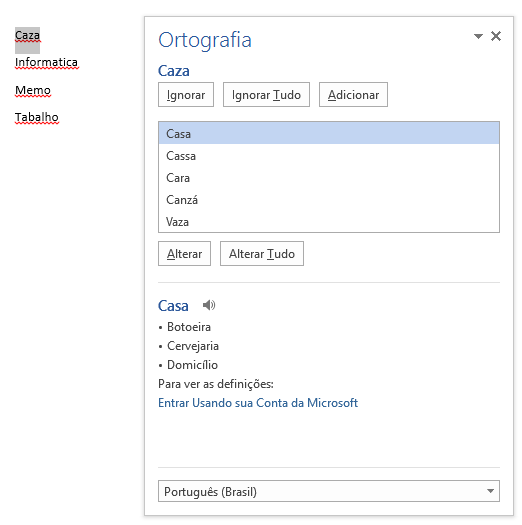 Caza
Informatica
Memo
Tabalho
Ortografia
Caza
Ignorar Ignorar Tudo Adicionar
Casa
Cassa
Cara
Canzá
Vaza
Alterar Alterar Tudo
Casa
• Botoeira
• Cervejaria
• Domicílio
Para ver as definições:
Entrar Usando sua Conta da Microsoft
Português (Brasil)